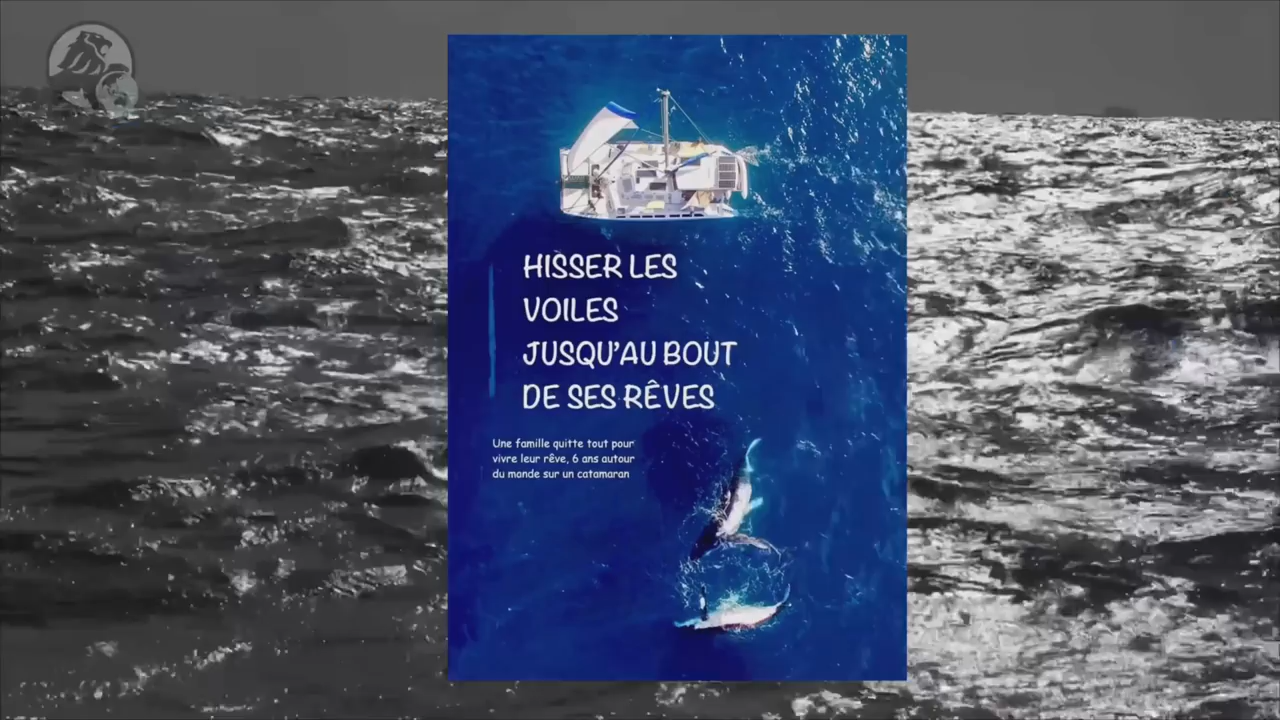 HISSER LES
VOILES
JUSQU'AU BOUT
DE SES RÊVES
Une famille quitte tout pour
vivre leur rêve, 6 ans autour
du mande sur un catamaran